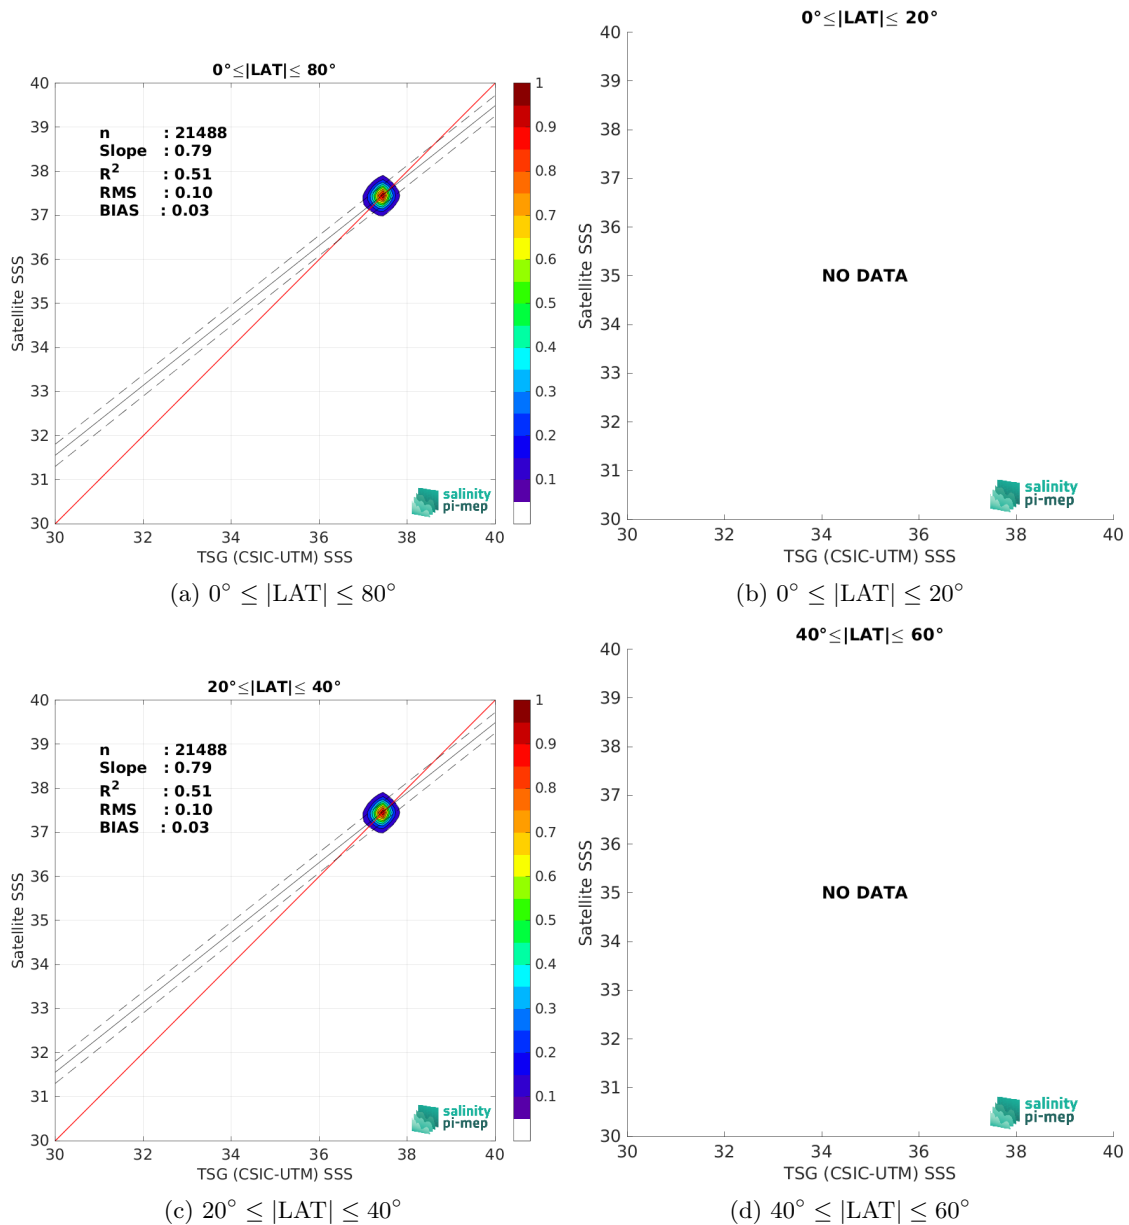 0°≤|LAT|≤ 80°
40
39
38
37
36
35
34
33
32
31
30
30
32
34
36
38
40
Satellite SSS
TSG (CSIC-UTM) SSS
n : 21488
Slope : 0.79
R² : 0.51
RMS : 0.10
BIAS : 0.03
1
0.9
0.8
0.7
0.6
0.5
0.4
0.3
0.2
0.1
salinity
pi-mep
(a) 0° ≤ |LAT| ≤ 80°
0°≤|LAT|≤ 20°
40
39
38
37
36
35
34
33
32
31
30
30
32
34
36
38
40
Satellite SSS
TSG (CSIC-UTM) SSS
NO DATA
salinity
pi-mep
(b) 0° ≤ |LAT| ≤ 20°
20°≤|LAT|≤ 40°
40
39
38
37
36
35
34
33
32
31
30
30
32
34
36
38
40
Satellite SSS
TSG (CSIC-UTM) SSS
n : 21488
Slope : 0.79
R² : 0.51
RMS : 0.10
BIAS : 0.03
1
0.9
0.8
0.7
0.6
0.5
0.4
0.3
0.2
0.1
salinity
pi-mep
(c) 20° ≤ |LAT| ≤ 40°
40°≤|LAT|≤ 60°
40
39
38
37
36
35
34
33
32
31
30
30
32
34
36
38
40
Satellite SSS
TSG (CSIC-UTM) SSS
NO DATA
salinity
pi-mep
(d) 40° ≤ |LAT| ≤ 60°